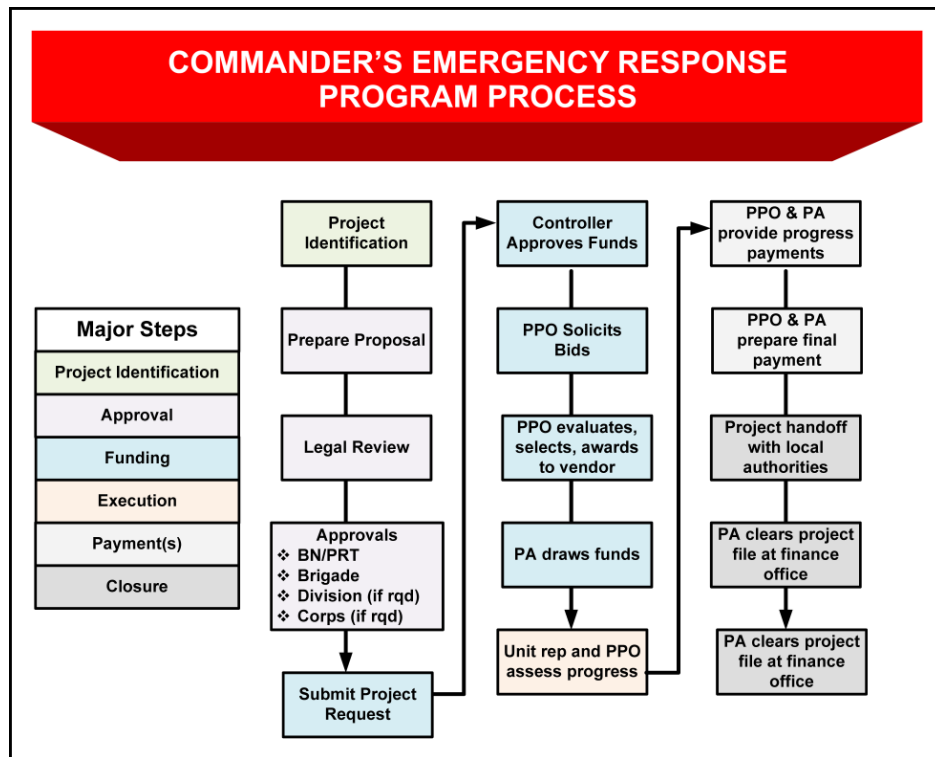 COMMANDER'S EMERGENCY RESPONSE
PROGRAM PROCESS
Major Steps
Project Identification
Approval
Funding
Execution
Payment(s)
Closure
Project
Identification
Prepare Proposal
Legal Review
Approvals
❖ BN/PRT
❖ Brigade
❖ Division (if rqd)
❖ Corps (if rqd)
Submit Project
Request
Controller
Approves Funds
PPO Solicits
Bids
PPO evaluates,
selects, awards
to vendor
PA draws funds
Unit rep and PPO
assess progress
PPO & PA
provide progress
payments
PPO & PA
prepare final
payment
Project handoff
with local
authorities
PA clears project
file at finance
office
PA clears project
file at finance
office